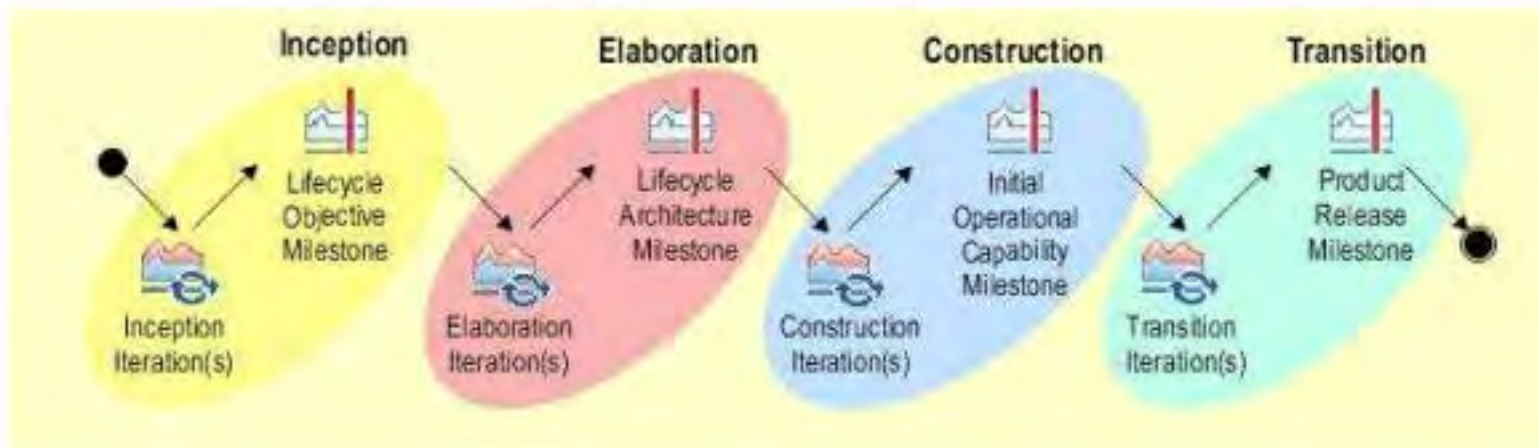 Inception
Elaboration
Construction
Transition
Lifecycle
Objective
Milestone
Lifecycle
Architecture
Milestone
Initial
Operational
Capability
Milestone
Product
Release
Milestone
Inception
Iteration(s)
Elaboration
Iteration(s)
Construction
Iteration(s)
Transition
Iteration(s)